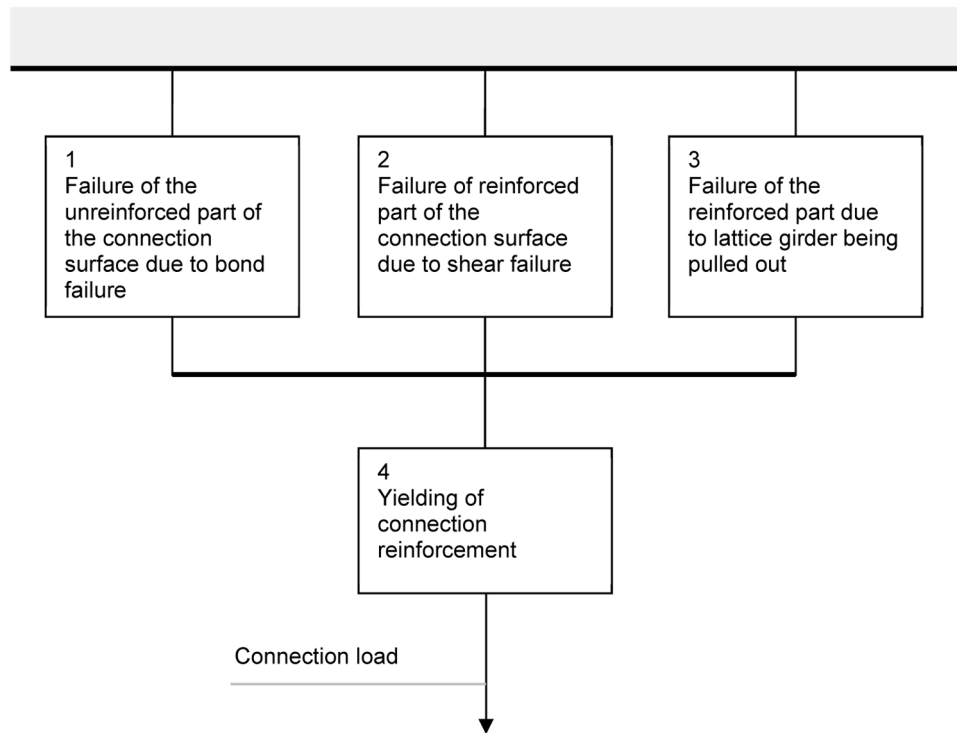 1
Failure of the
unreinforced part of
the connection
surface due to bond
failure
2
Failure of reinforced
part of the
connection surface
due to shear failure
3
Failure of the
reinforced part due
to lattice girder being
pulled out
4
Yielding of
connection
reinforcement
Connection load